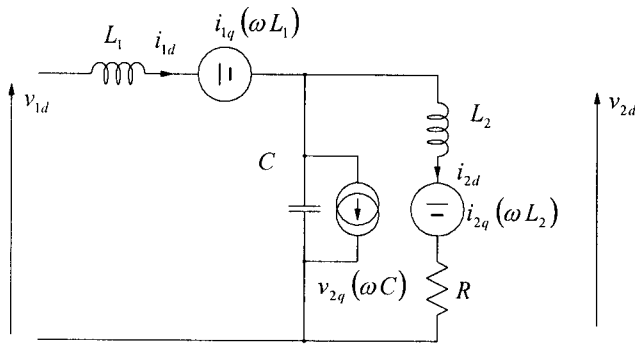 L₁
i₁d
i₁q(ωL₁)
v₁d
L₂
v₂d
C
i₂d
i₂q(ωL₂)
v₂q(ωC)
R